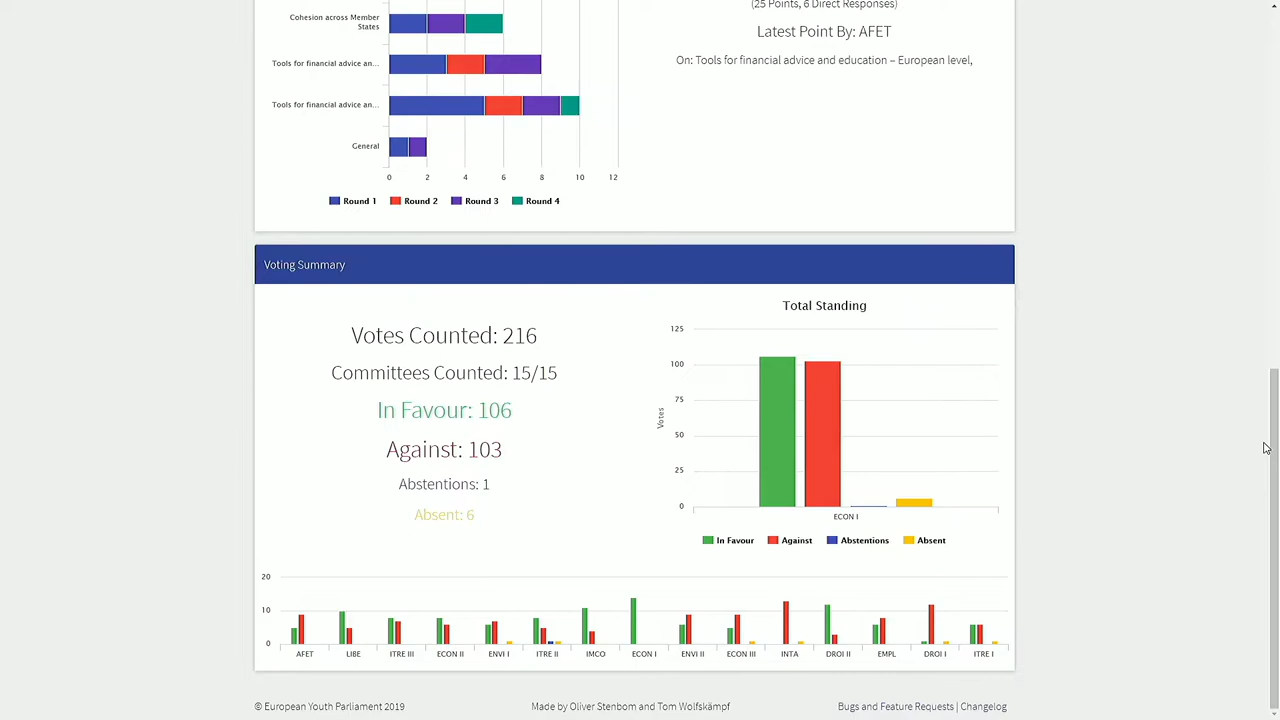 (25 Points, 6 Direct Responses)
Cohesion across Member
States
Latest Point By: AFET
Tools for financial advice an...
On: Tools for financial advice and education – European level,
Tools for financial advice an...
General
0 2 4 6 8 10 12
Round 1 Round 2 Round 3 Round 4
Voting Summary
Votes Counted: 216
Committees Counted: 15/15
In Favour: 106
Against: 103
Abstentions: 1
Absent: 6
Total Standing
125
100
75
50
25
0
Votes
ECON I
In Favour Against Abstentions Absent
20
10
0
AFET LIBE ITRE III ECON II ENVI I ITRE II IMCO ECON I ENVI II ECON III INTA DROI II EMPL DROI I ITRE I
© European Youth Parliament 2019 Made by Oliver Stenbom and Tom Wolfskämpf Bugs and Feature Requests | Changelog